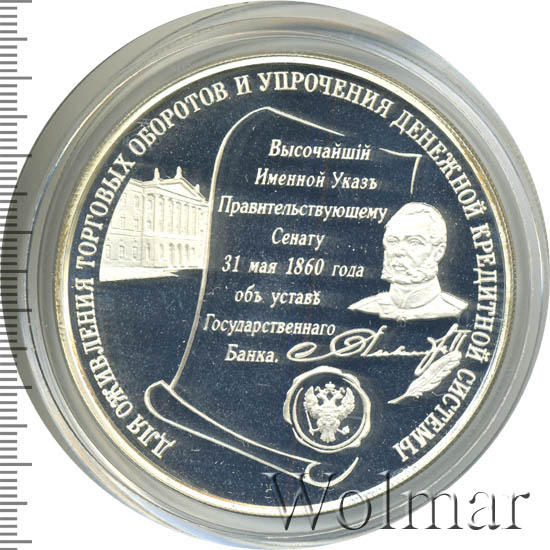 ДЛЯ ОЖИВЛЕНИЯ ТОРГОВЫХ ОБОРОТОВ И УПРОЧЕНИЯ ДЕНЕЖНОЙ КРЕДИТНОЙ СИСТЕМЫ
Высочайшій
Именной Указъ
Правительствующему
Сенату
31 мая 1860 года
объ уставѣ
Государственнаго
Банка.
Wolmar